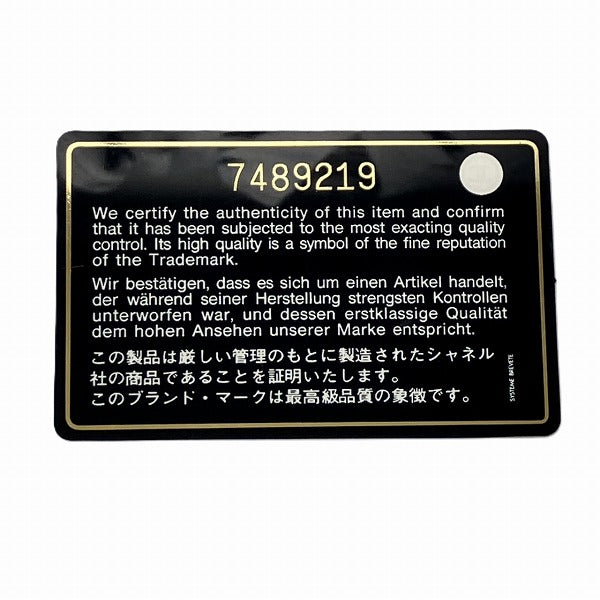 7489219
We certify the authenticity of this item and confirm
that it has been subjected to the most exacting quality
control. Its high quality is a symbol of the fine reputation
of the Trademark.
Wir bestätigen, dass es sich um einen Artikel handelt,
der während seiner Herstellung strengsten Kontrollen
unterworfen war, und dessen erstklassige Qualität
dem hohen Ansehen unserer Marke entspricht.
この製品は厳しい管理のもとに製造されたシャネル
社の商品であることを証明いたします。
このブランド・マークは最高級品質の象徴です。
SYSTEME BREVETE